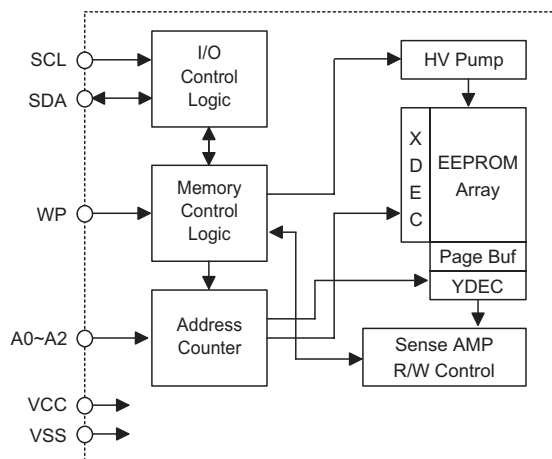 SCL
SDA
WP
A0~A2
VCC
VSS
I/O
Control
Logic
Memory
Control
Logic
Address
Counter
HV Pump
X
D
E
C
EEPROM
Array
Page Buf
YDEC
Sense AMP
R/W Control